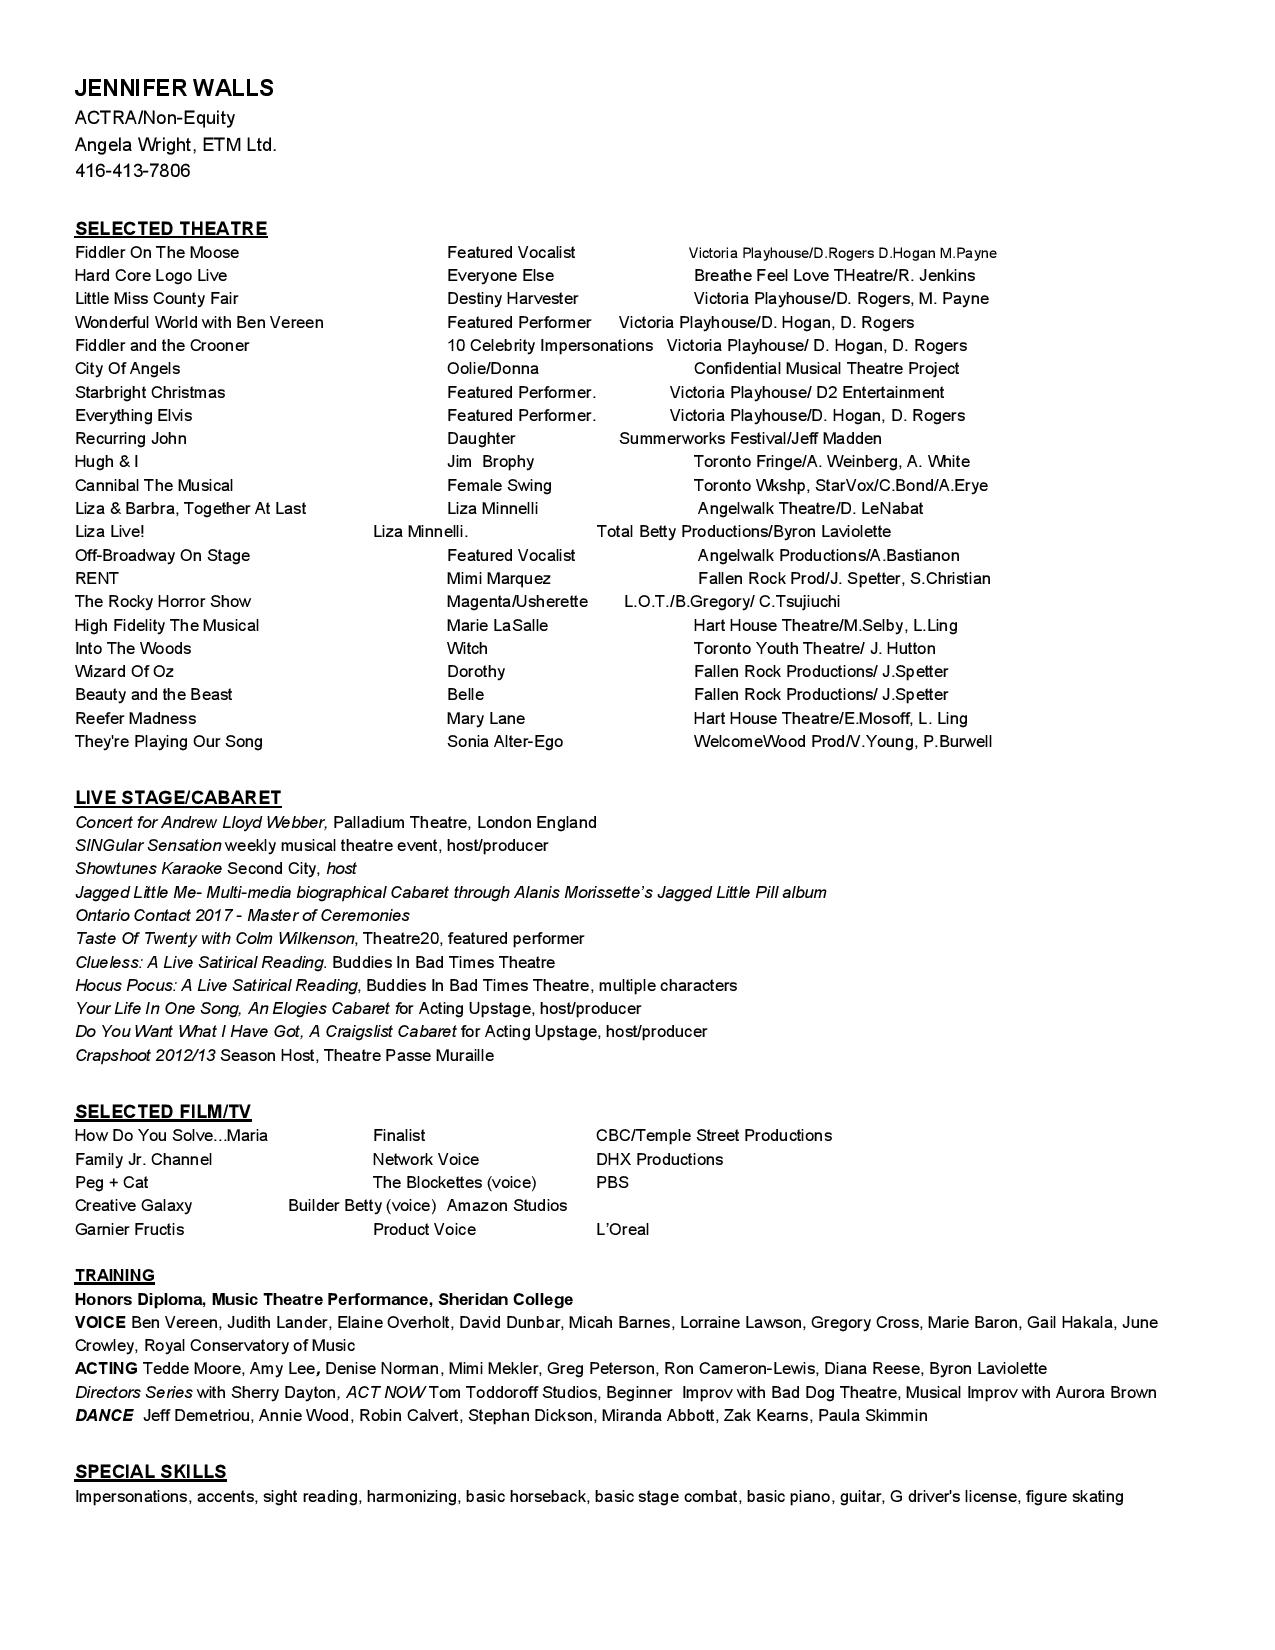 JENNIFER WALLS
ACTRA/Non-Equity
Angela Wright, ETM Ltd.
416-413-7806
SELECTED THEATRE
Fiddler On The Moose Featured Vocalist Victoria Playhouse/D.Rogers D.Hogan M.Payne
Hard Core Logo Live Everyone Else Breathe Feel Love THeatre/R. Jenkins
Little Miss County Fair Destiny Harvester Victoria Playhouse/D. Rogers, M. Payne
Wonderful World with Ben Vereen Featured Performer Victoria Playhouse/D. Hogan, D. Rogers
Fiddler and the Crooner 10 Celebrity Impersonations Victoria Playhouse/ D. Hogan, D. Rogers
City Of Angels Oolie/Donna Confidential Musical Theatre Project
Starbright Christmas Featured Performer. Victoria Playhouse/ D2 Entertainment
Everything Elvis Featured Performer. Victoria Playhouse/D. Hogan, D. Rogers
Recurring John Daughter Summerworks Festival/Jeff Madden
Hugh & I Jim Brophy Toronto Fringe/A. Weinberg, A. White
Cannibal The Musical Female Swing Toronto Wkshp, StarVox/C.Bond/A.Erye
Liza & Barbra, Together At Last Liza Minnelli Angelwalk Theatre/D. LeNabat
Liza Live! Liza Minnelli. Total Betty Productions/Byron Laviolette
Off-Broadway On Stage Featured Vocalist Angelwalk Productions/A.Bastianon
RENT Mimi Marquez Fallen Rock Prod/J. Spetter, S.Christian
The Rocky Horror Show Magenta/Usherette L.O.T./B.Gregory/ C.Tsujiuchi
High Fidelity The Musical Marie LaSalle Hart House Theatre/M.Selby, L.Ling
Into The Woods Witch Toronto Youth Theatre/ J. Hutton
Wizard Of Oz Dorothy Fallen Rock Productions/ J.Spetter
Beauty and the Beast Belle Fallen Rock Productions/ J.Spetter
Reefer Madness Mary Lane Hart House Theatre/E.Mosoff, L. Ling
They're Playing Our Song Sonia Alter-Ego WelcomeWood Prod/V.Young, P.Burwell
LIVE STAGE/CABARET
Concert for Andrew Lloyd Webber, Palladium Theatre, London England
SINGular Sensation weekly musical theatre event, host/producer
Showtunes Karaoke Second City, host
Jagged Little Me- Multi-media biographical Cabaret through Alanis Morissette’s Jagged Little Pill album
Ontario Contact 2017 - Master of Ceremonies
Taste Of Twenty with Colm Wilkenson, Theatre20, featured performer
Clueless: A Live Satirical Reading. Buddies In Bad Times Theatre
Hocus Pocus: A Live Satirical Reading, Buddies In Bad Times Theatre, multiple characters
Your Life In One Song, An Elogies Cabaret for Acting Upstage, host/producer
Do You Want What I Have Got, A Craigslist Cabaret for Acting Upstage, host/producer
Crapshoot 2012/13 Season Host, Theatre Passe Muraille
SELECTED FILM/TV
How Do You Solve...Maria Finalist CBC/Temple Street Productions
Family Jr. Channel Network Voice DHX Productions
Peg + Cat The Blockettes (voice) PBS
Creative Galaxy Builder Betty (voice) Amazon Studios
Garnier Fructis Product Voice L’Oreal
TRAINING
Honors Diploma, Music Theatre Performance, Sheridan College
VOICE Ben Vereen, Judith Lander, Elaine Overholt, David Dunbar, Micah Barnes, Lorraine Lawson, Gregory Cross, Marie Baron, Gail Hakala, June
Crowley, Royal Conservatory of Music
ACTING Tedde Moore, Amy Lee, Denise Norman, Mimi Mekler, Greg Peterson, Ron Cameron-Lewis, Diana Reese, Byron Laviolette
Directors Series with Sherry Dayton, ACT NOW Tom Toddoroff Studios, Beginner Improv with Bad Dog Theatre, Musical Improv with Aurora Brown
DANCE Jeff Demetriou, Annie Wood, Robin Calvert, Stephan Dickson, Miranda Abbott, Zak Kearns, Paula Skimmin
SPECIAL SKILLS
Impersonations, accents, sight reading, harmonizing, basic horseback, basic stage combat, basic piano, guitar, G driver's license, figure skating